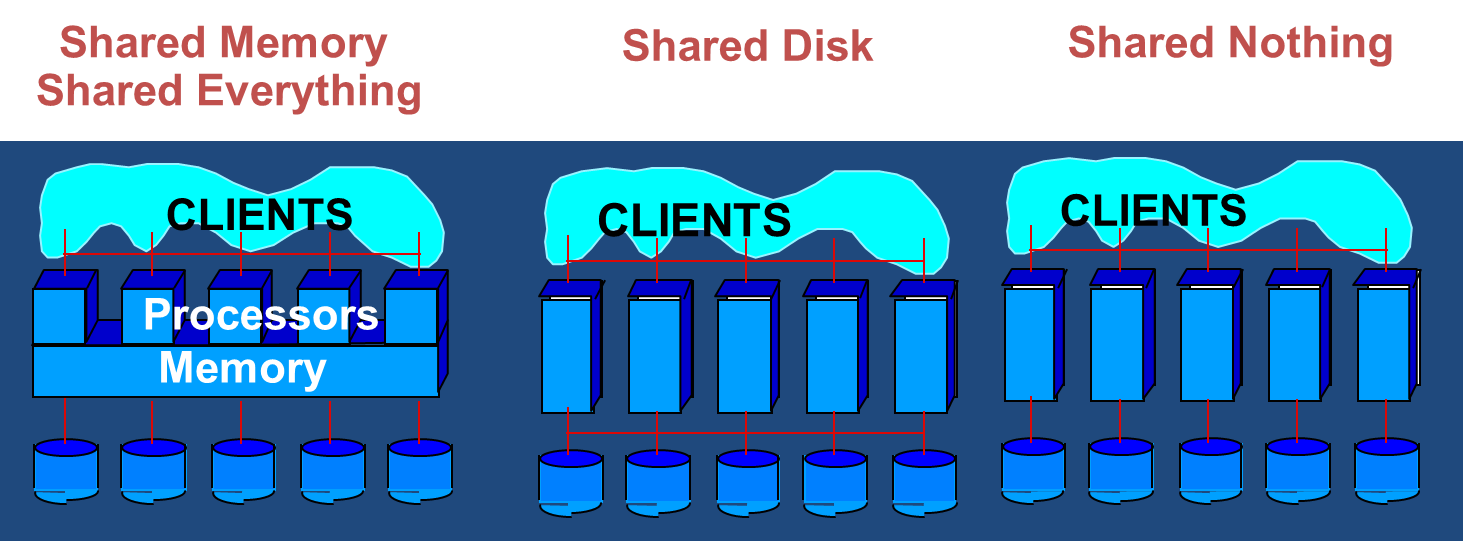 Shared Memory
Shared Everything
Shared Disk
Shared Nothing
CLIENTS
Processors
Memory
CLIENTS
CLIENTS